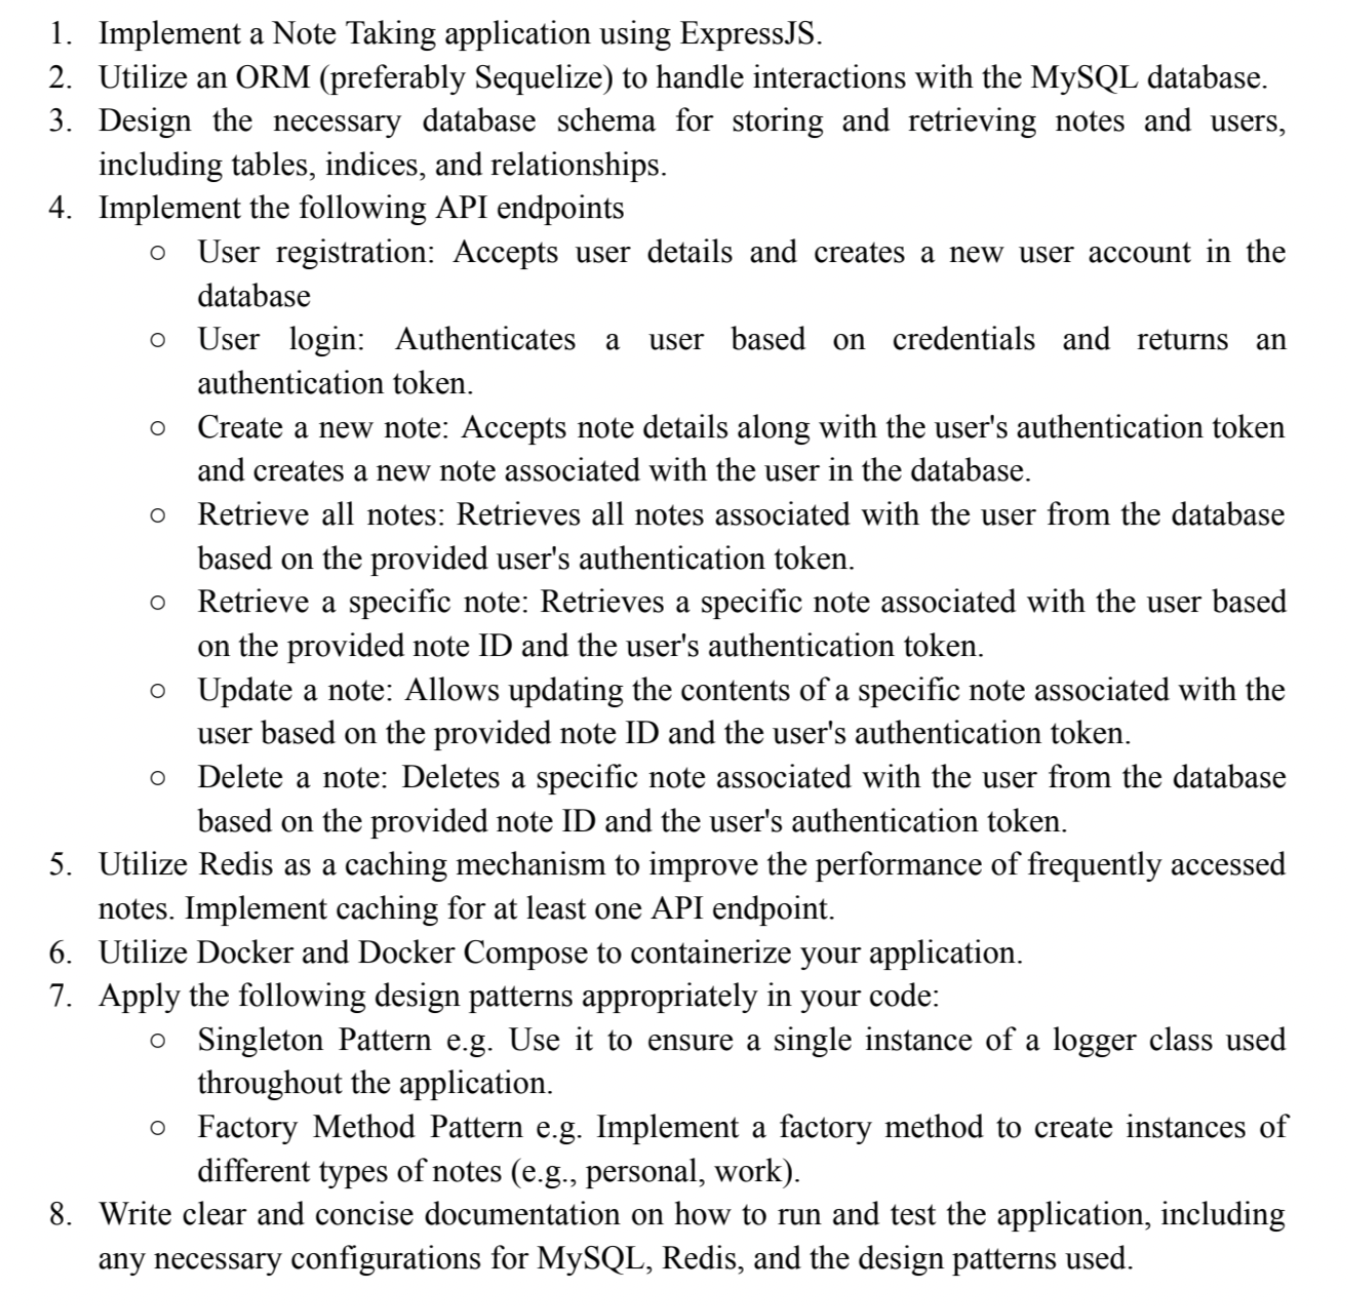 1. Implement a Note Taking application using ExpressJS.
2. Utilize an ORM (preferably Sequelize) to handle interactions with the MySQL database.
3. Design the necessary database schema for storing and retrieving notes and users,
including tables, indices, and relationships.
4. Implement the following API endpoints
○ User registration: Accepts user details and creates a new user account in the
database
○ User login: Authenticates a user based on credentials and returns an
authentication token.
○ Create a new note: Accepts note details along with the user's authentication token
and creates a new note associated with the user in the database.
○ Retrieve all notes: Retrieves all notes associated with the user from the database
based on the provided user's authentication token.
○ Retrieve a specific note: Retrieves a specific note associated with the user based
on the provided note ID and the user's authentication token.
○ Update a note: Allows updating the contents of a specific note associated with the
user based on the provided note ID and the user's authentication token.
○ Delete a note: Deletes a specific note associated with the user from the database
based on the provided note ID and the user's authentication token.
5. Utilize Redis as a caching mechanism to improve the performance of frequently accessed
notes. Implement caching for at least one API endpoint.
6. Utilize Docker and Docker Compose to containerize your application.
7. Apply the following design patterns appropriately in your code:
○ Singleton Pattern e.g. Use it to ensure a single instance of a logger class used
throughout the application.
○ Factory Method Pattern e.g. Implement a factory method to create instances of
different types of notes (e.g., personal, work).
8. Write clear and concise documentation on how to run and test the application, including
any necessary configurations for MySQL, Redis, and the design patterns used.